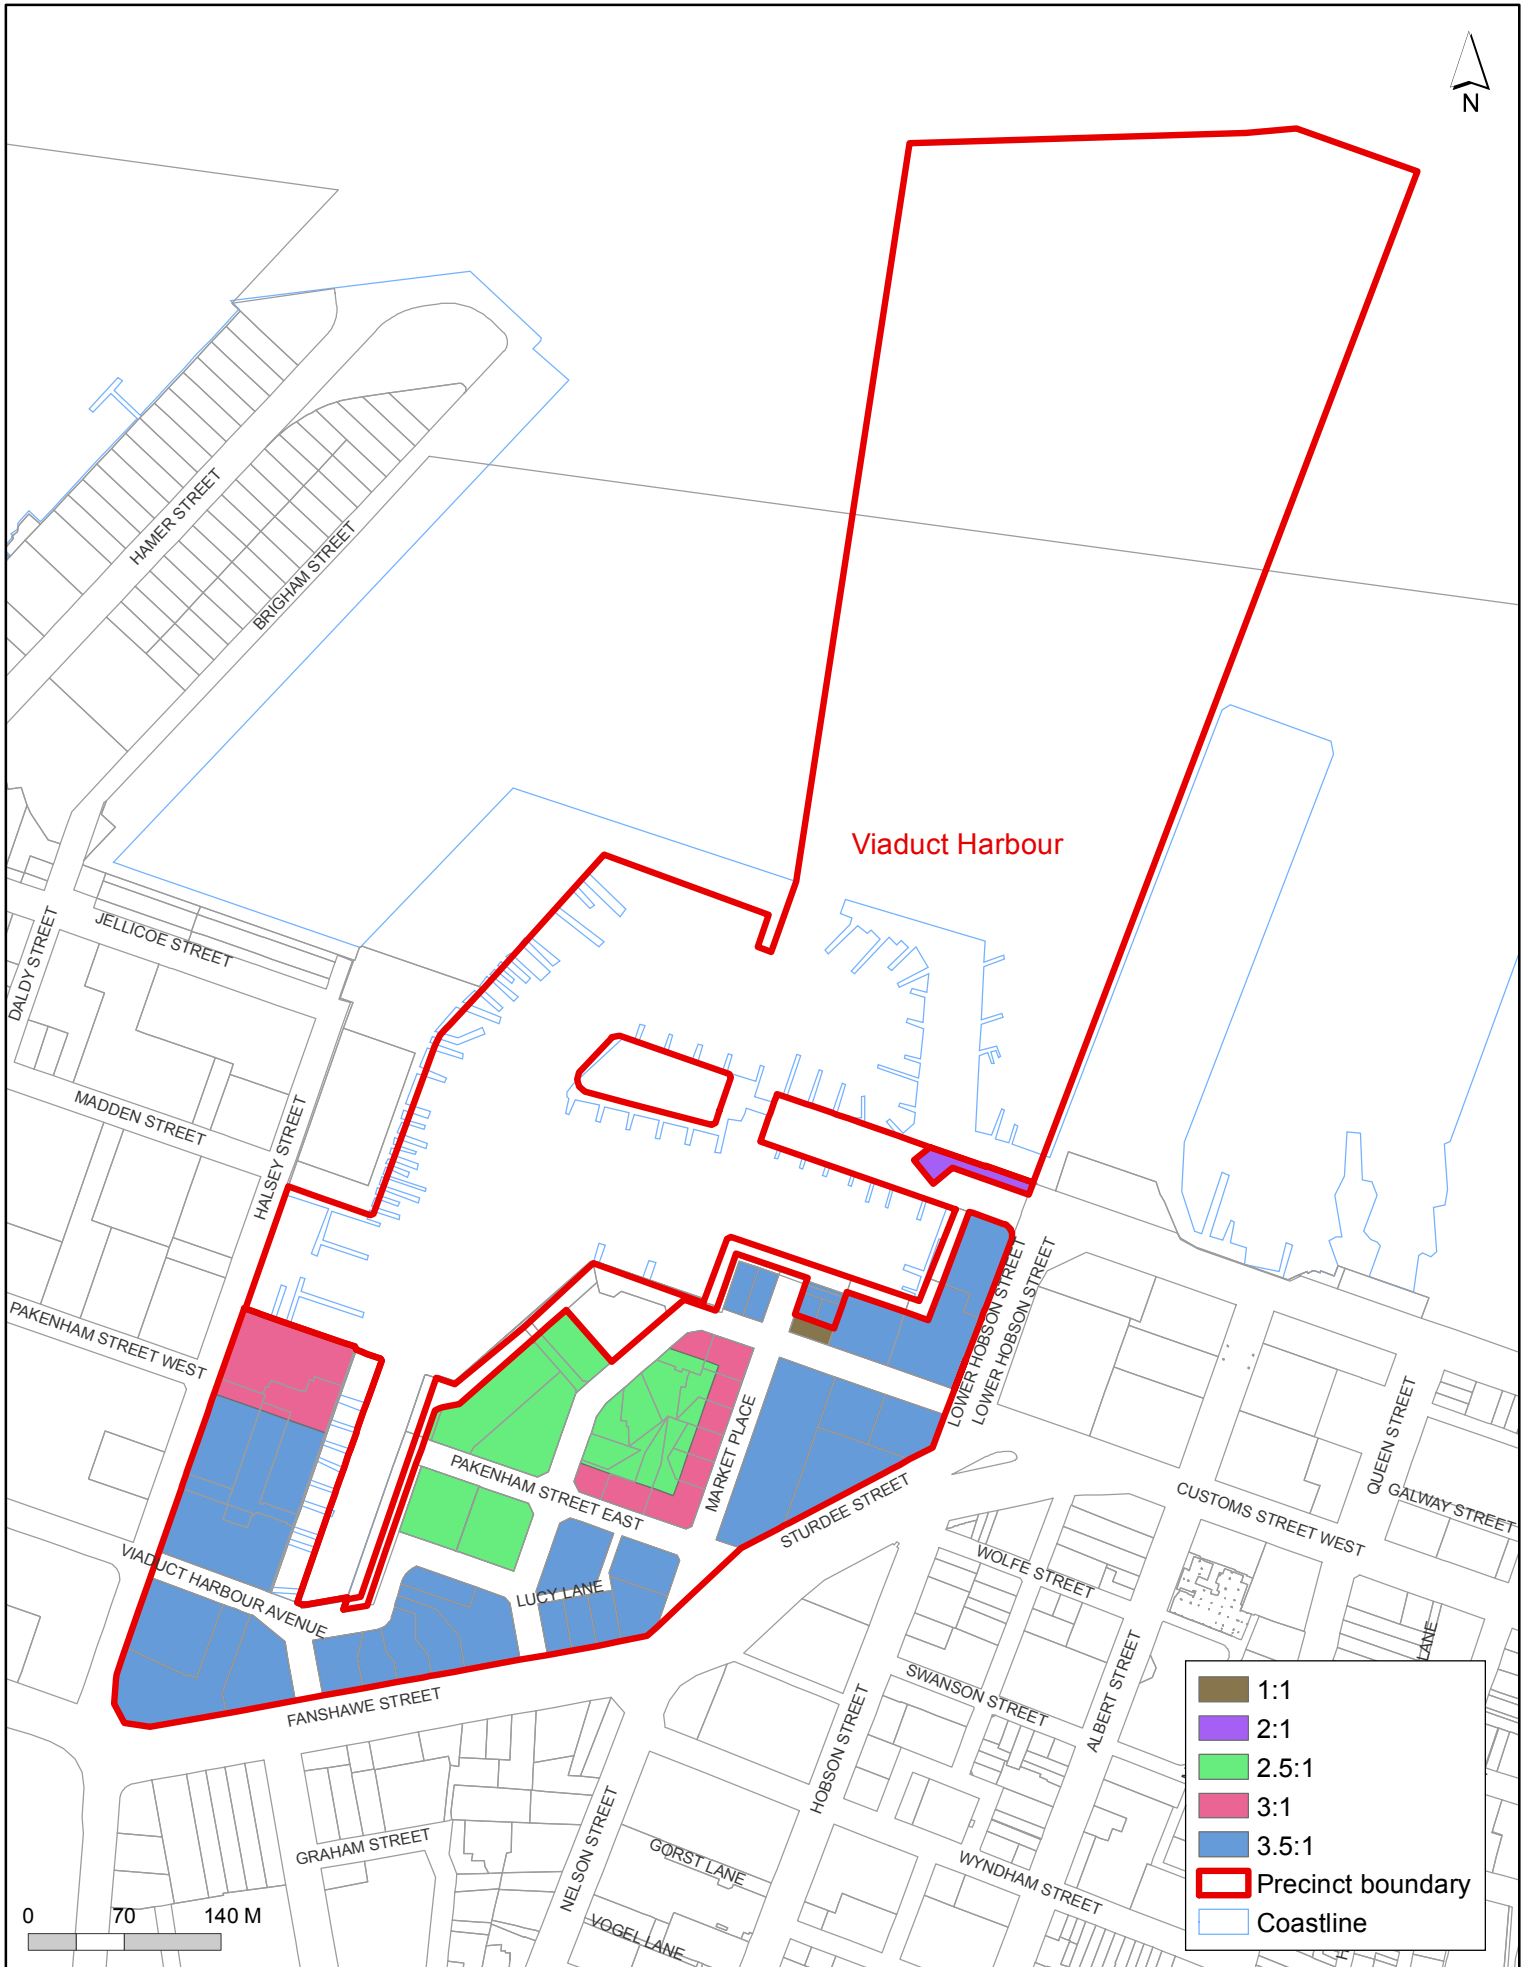 N
HAMER STREET
BRIGHAM STREET
Viaduct Harbour
DALDY STREET
JELLICOE STREET
MADDEN STREET
HALSEY STREET
PAKENHAM STREET WEST
LOWER HOBSON STREET
LOWER HOBSON STREET
MARKET PLACE
PAKENHAM STREET EAST
QUEEN STREET
GALWAY STREET
CUSTOMS STREET WEST
STURDEE STREET
WOLFE STREET
VIADUCT HARBOUR AVENUE
LUCY LANE
FANSHAWE STREET
SWANSON STREET
ALBERT STREET
LANE
HOBSON STREET
NELSON STREET
GRAHAM STREET
GORST LANE
VOGEL LANE
WYNDHAM STREET
1:1
2:1
2.5:1
3:1
3.5:1
Precinct boundary
Coastline
0 70 140 M